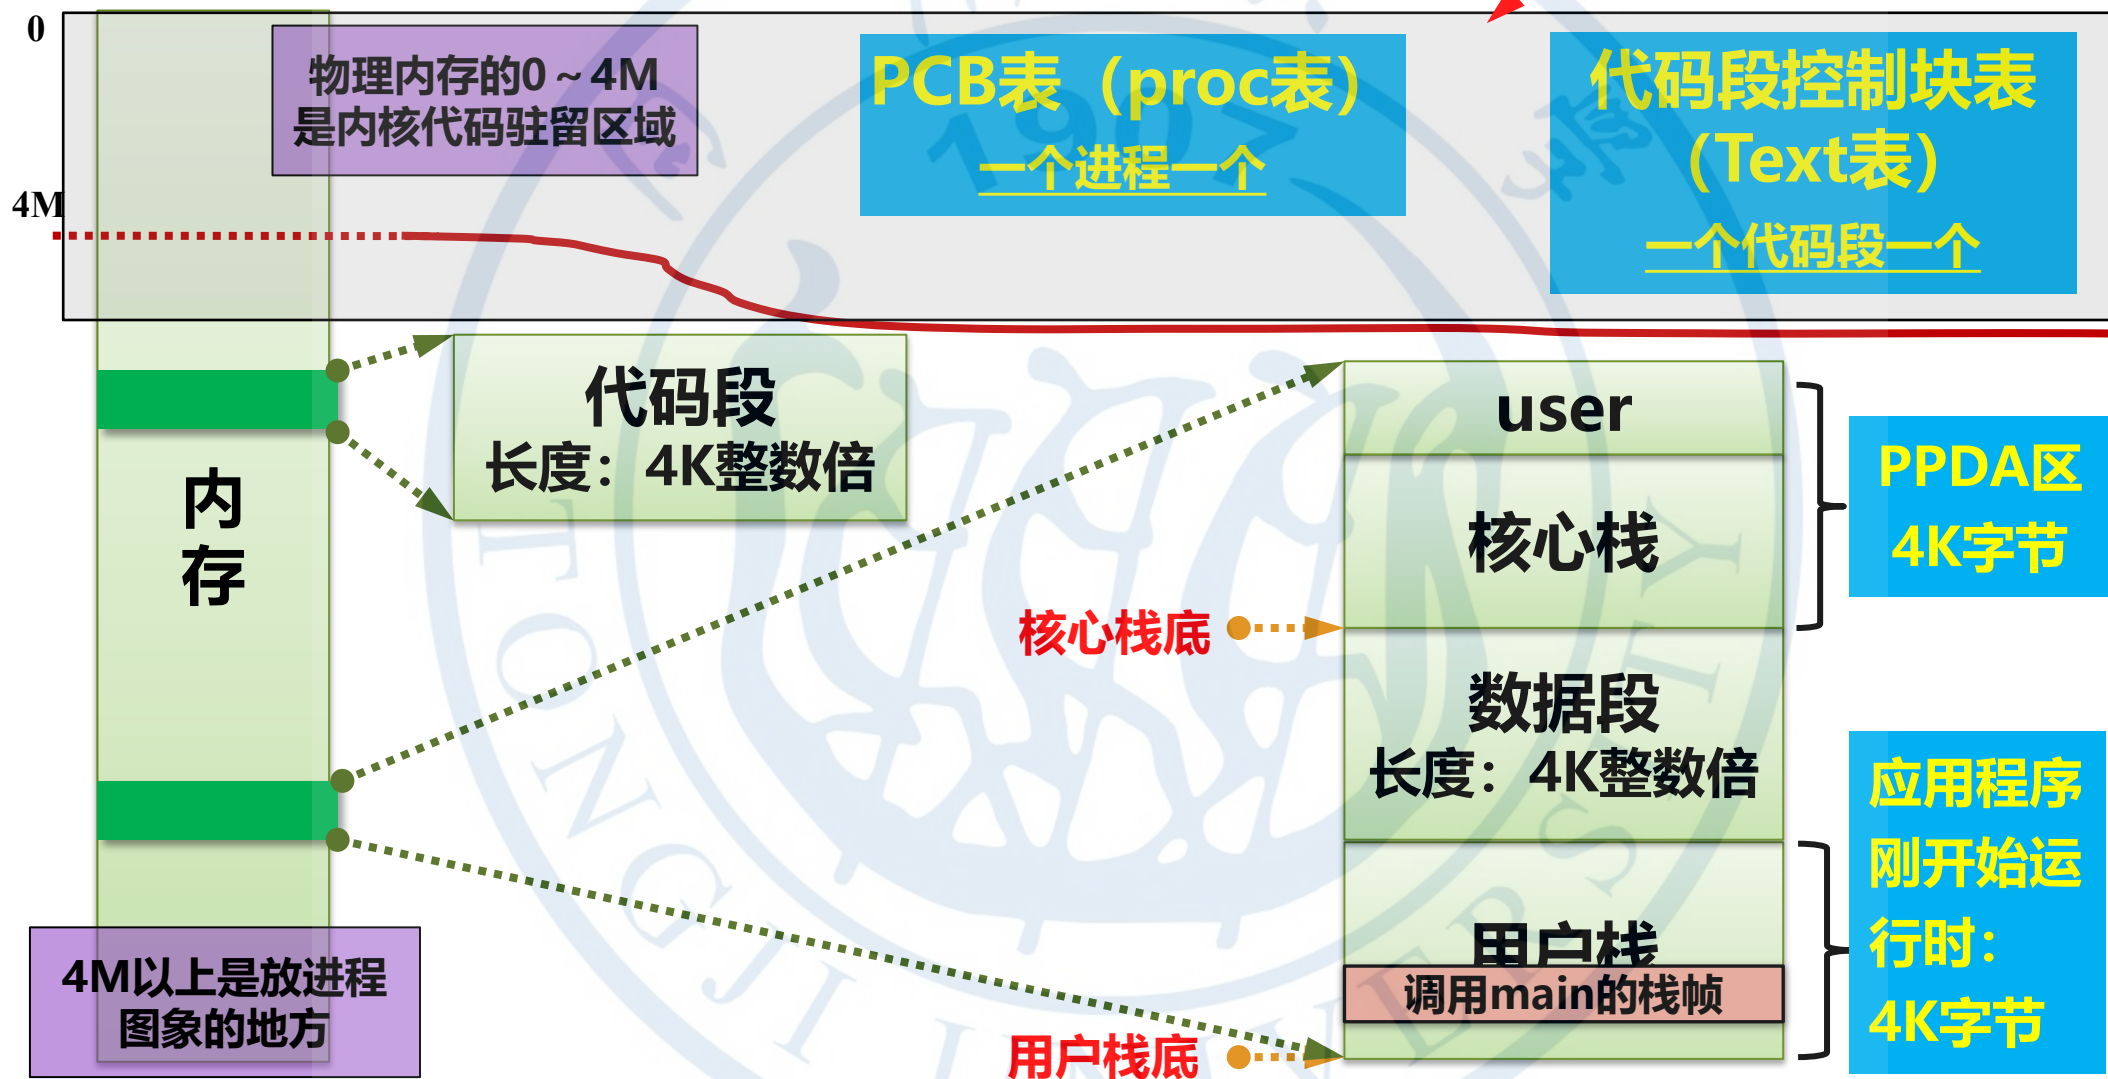 0
物理内存的0~4M
是内核代码驻留区域
PCB表（proc表）
一个进程一个
代码段控制块表
（Text表）
一个代码段一个
4M
代码段
长度：4K整数倍
user
核心栈
PPDA区
4K字节
内
存
核心栈底
数据段
长度：4K整数倍
应用程序
刚开始运
行时：
4K字节
用户栈
调用main的栈帧
4M以上是放进程
图象的地方
用户栈底
1907
TONGJI UNIVERSITY